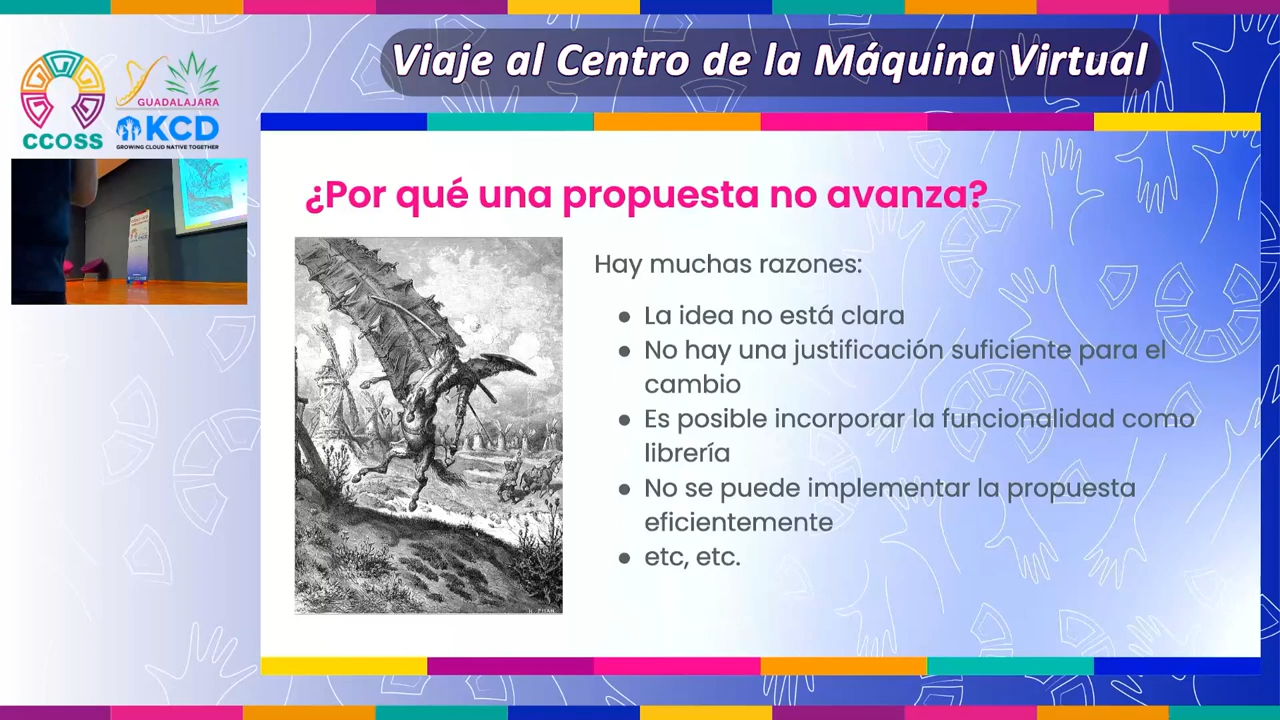 Viaje al Centro de la Máquina Virtual
CCOSS
GUADALAJARA
KCD
GROWING CLOUD NATIVE TOGETHER
¿Por qué una propuesta no avanza?
Hay muchas razones:
● La idea no está clara
● No hay una justificación suficiente para el
cambio
● Es posible incorporar la funcionalidad como
librería
● No se puede implementar la propuesta
eficientemente
● etc, etc.